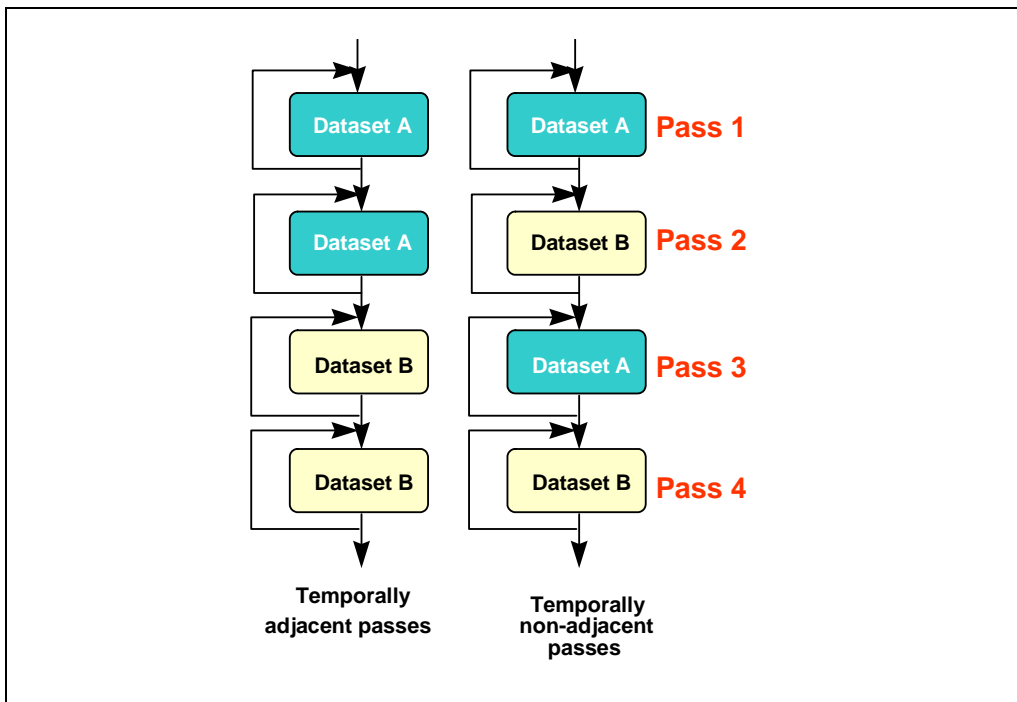 Dataset A
Dataset A
Pass 1
Dataset A
Dataset B
Pass 2
Dataset B
Dataset A
Pass 3
Dataset B
Dataset B
Pass 4
Temporally
adjacent passes
Temporally
non-adjacent
passes